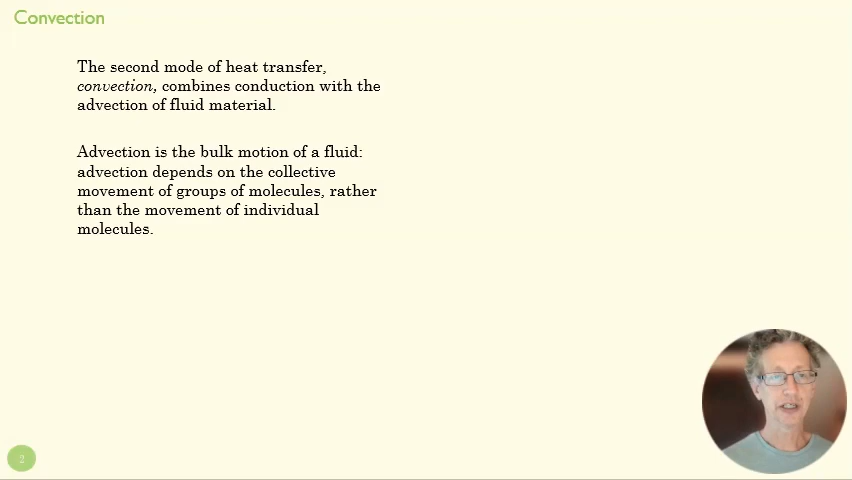 Convection
The second mode of heat transfer,
convection, combines conduction with the
advection of fluid material.
Advection is the bulk motion of a fluid:
advection depends on the collective
movement of groups of molecules, rather
than the movement of individual
molecules.
2